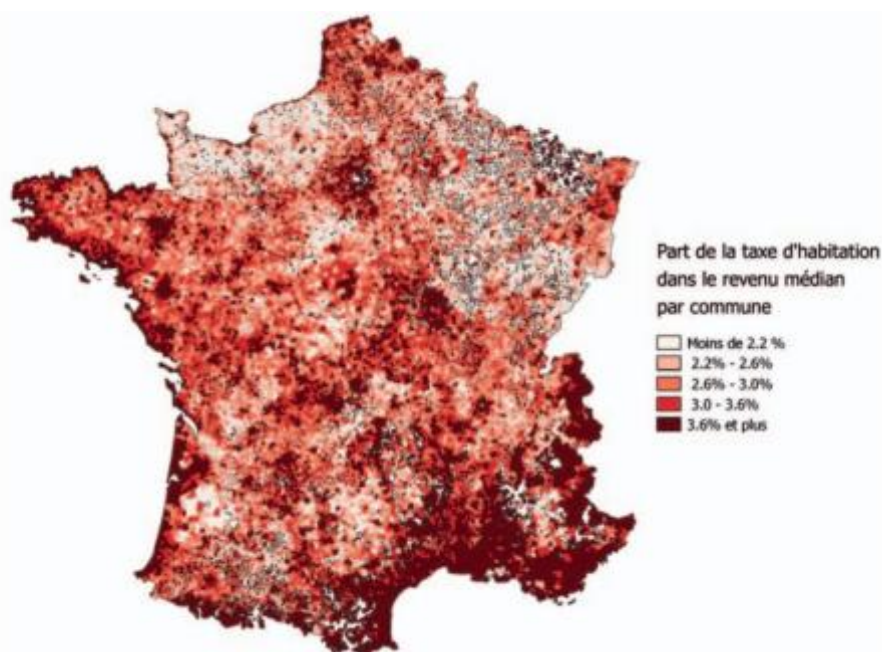 Part de la taxe d'habitation
dans le revenu médian
par commune
Moins de 2.2 %
2.2% - 2.6%
2.6% - 3.0%
3.0 - 3.6%
3.6% et plus